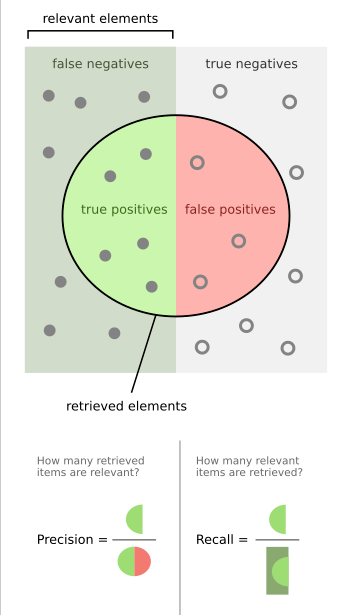 relevant elements
false negatives
true negatives
true positives
false positives
retrieved elements
How many retrieved
items are relevant?
Precision =
How many relevant
items are retrieved?
Recall =